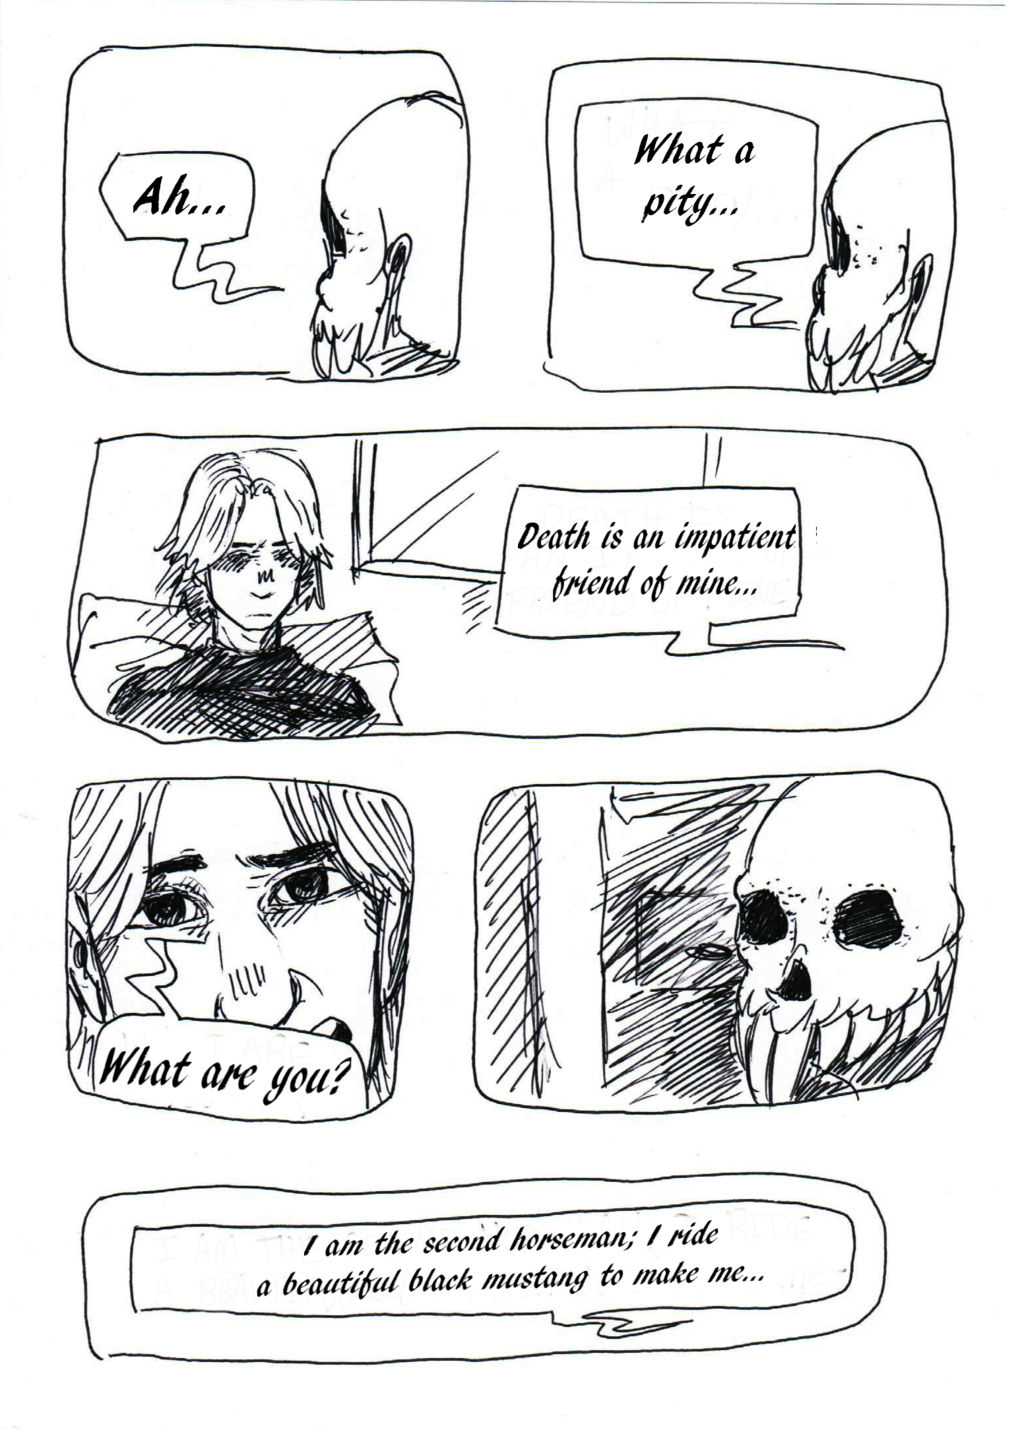 Ah...
What a
pity...
Death is an impatient
friend of mine...
What are you?
I am the second horseman; I ride
a beautiful black mustang to make me...